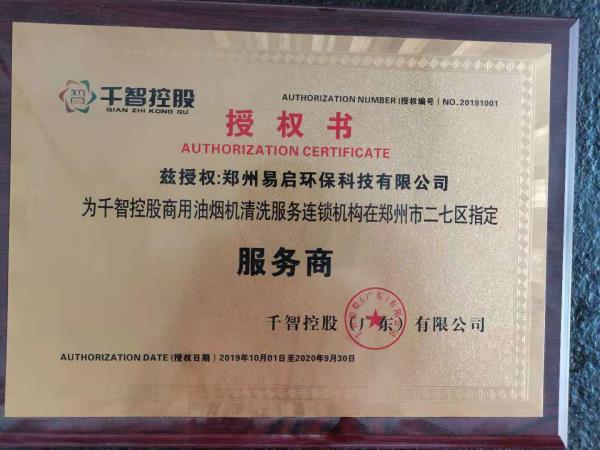 智 千智控股
QIAN ZHI KONG GU
AUTHORIZATION NUMBER (授权编号) NO.20191001
授权书
AUTHORIZATION CERTIFICATE
兹授权:郑州易启环保科技有限公司
为千智控股商用油烟机清洗服务连锁机构在郑州市二七区指定
服务商
千智控股（广东）有限公司
AUTHORIZATION DATE (授权日期) 2019年10月01日至2020年9月30日